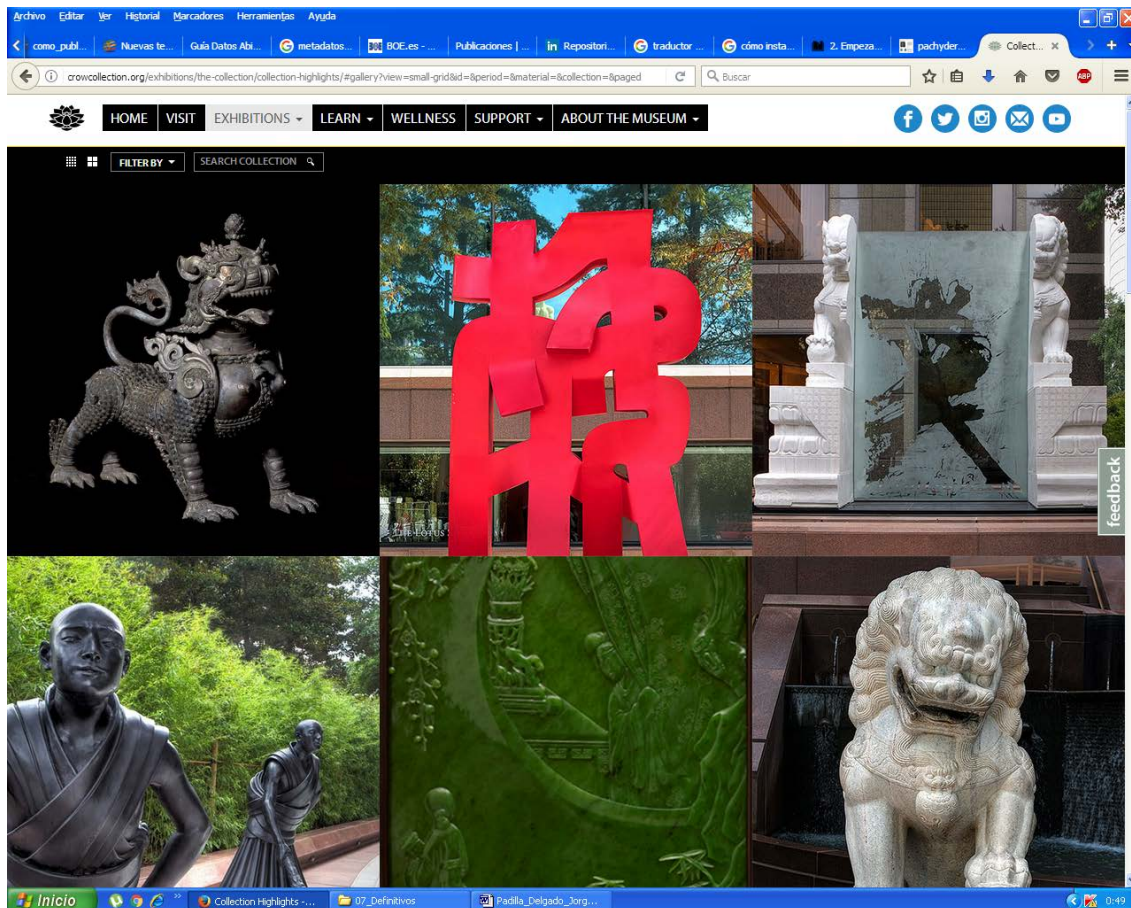 Archivo Editar Ver Historial Marcadores Herramientas Ayuda
como_publ... Nuevas te... Guía Datos Abi... metadatos... BOE.es - ... Publicaciones | ... Repositori... traductor ... cómo insta... 2. Empeza... pachyder... Collect... ×
crowcollection.org/exhibitions/the-collection/collection-highlights/#gallery?view=small-grid&id=&period=&material=&collection=&paged Buscar ABP
HOME VISIT EXHIBITIONS LEARN WELLNESS SUPPORT ABOUT THE MUSEUM
FILTER BY SEARCH COLLECTION
THE LOTUS
feedback
Inicio Collection Highlights -... 07_Definitivos Padilla_Delgado_Jorg... 0:49